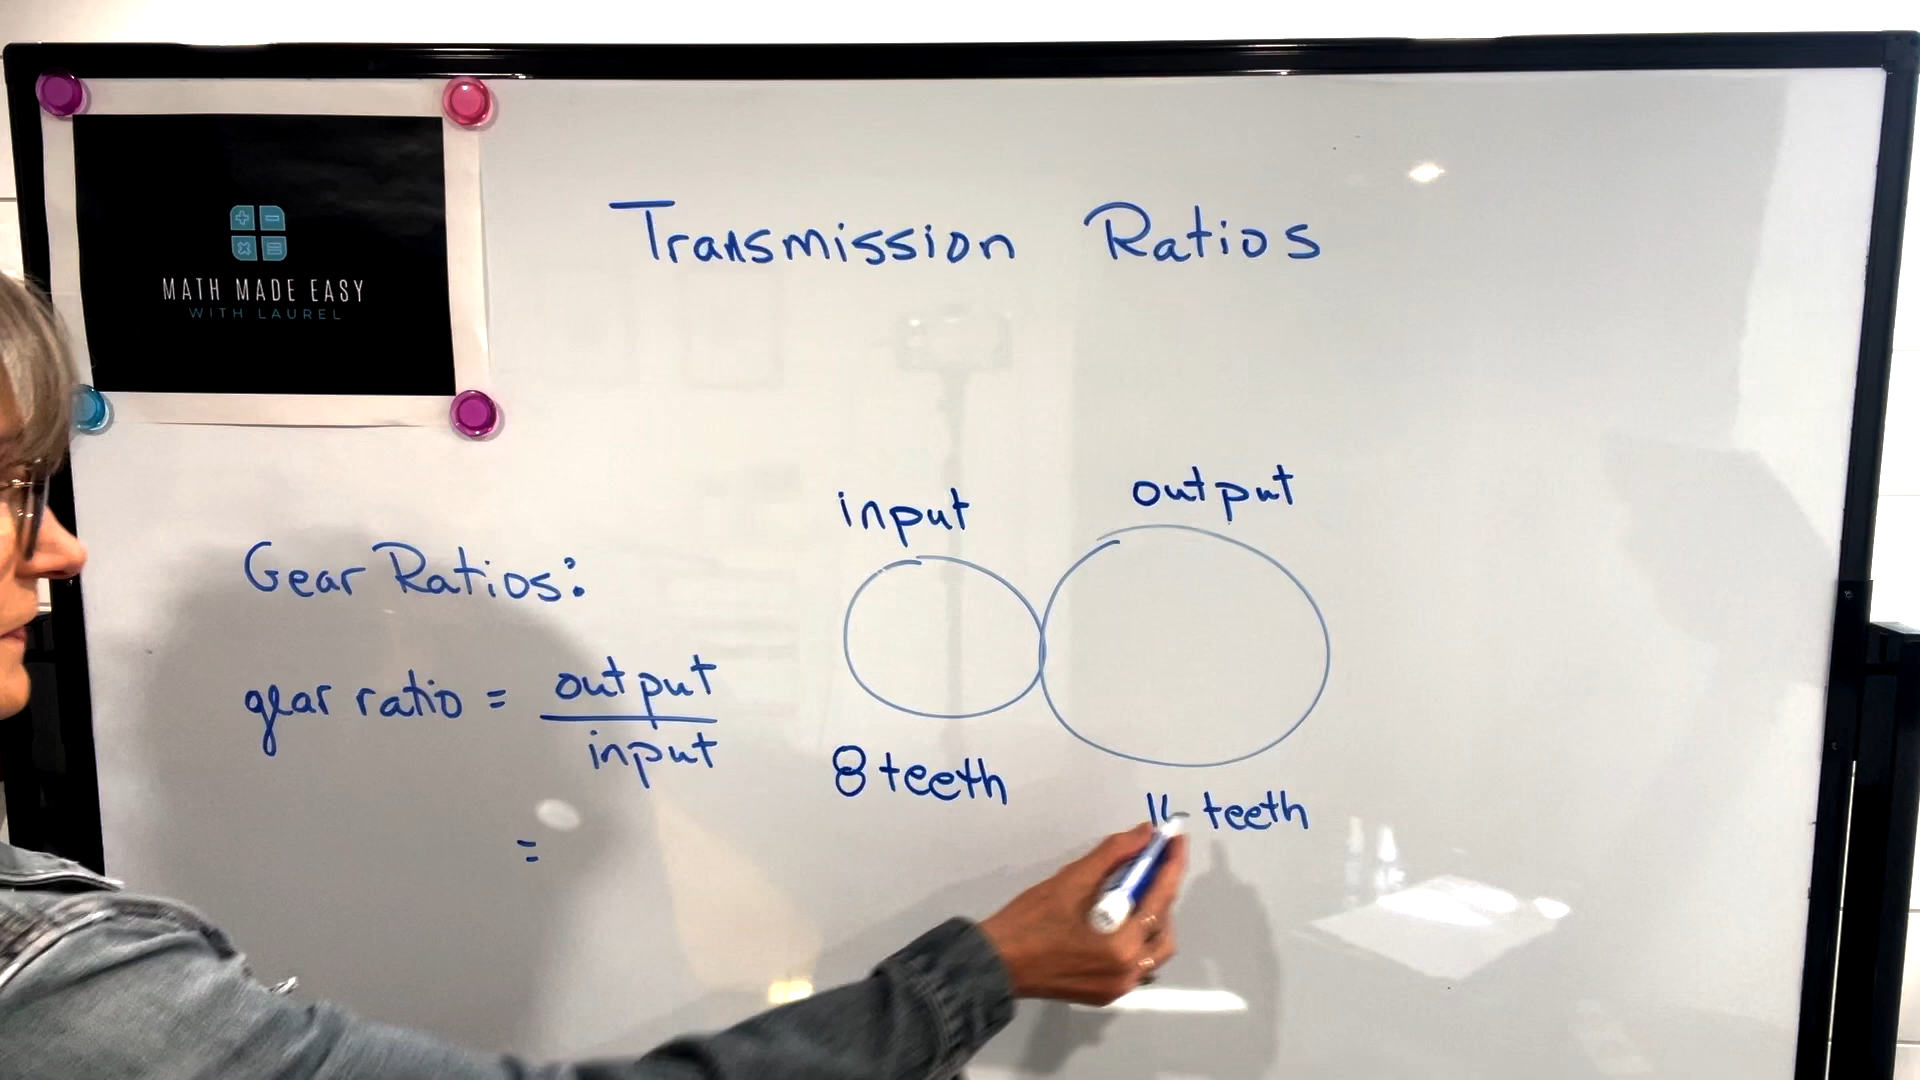 MATH MADE EASY
WITH LAUREL
Transmission Ratios
input
output
Gear Ratios:
gear ratio = output
input
8 teeth
teeth
=